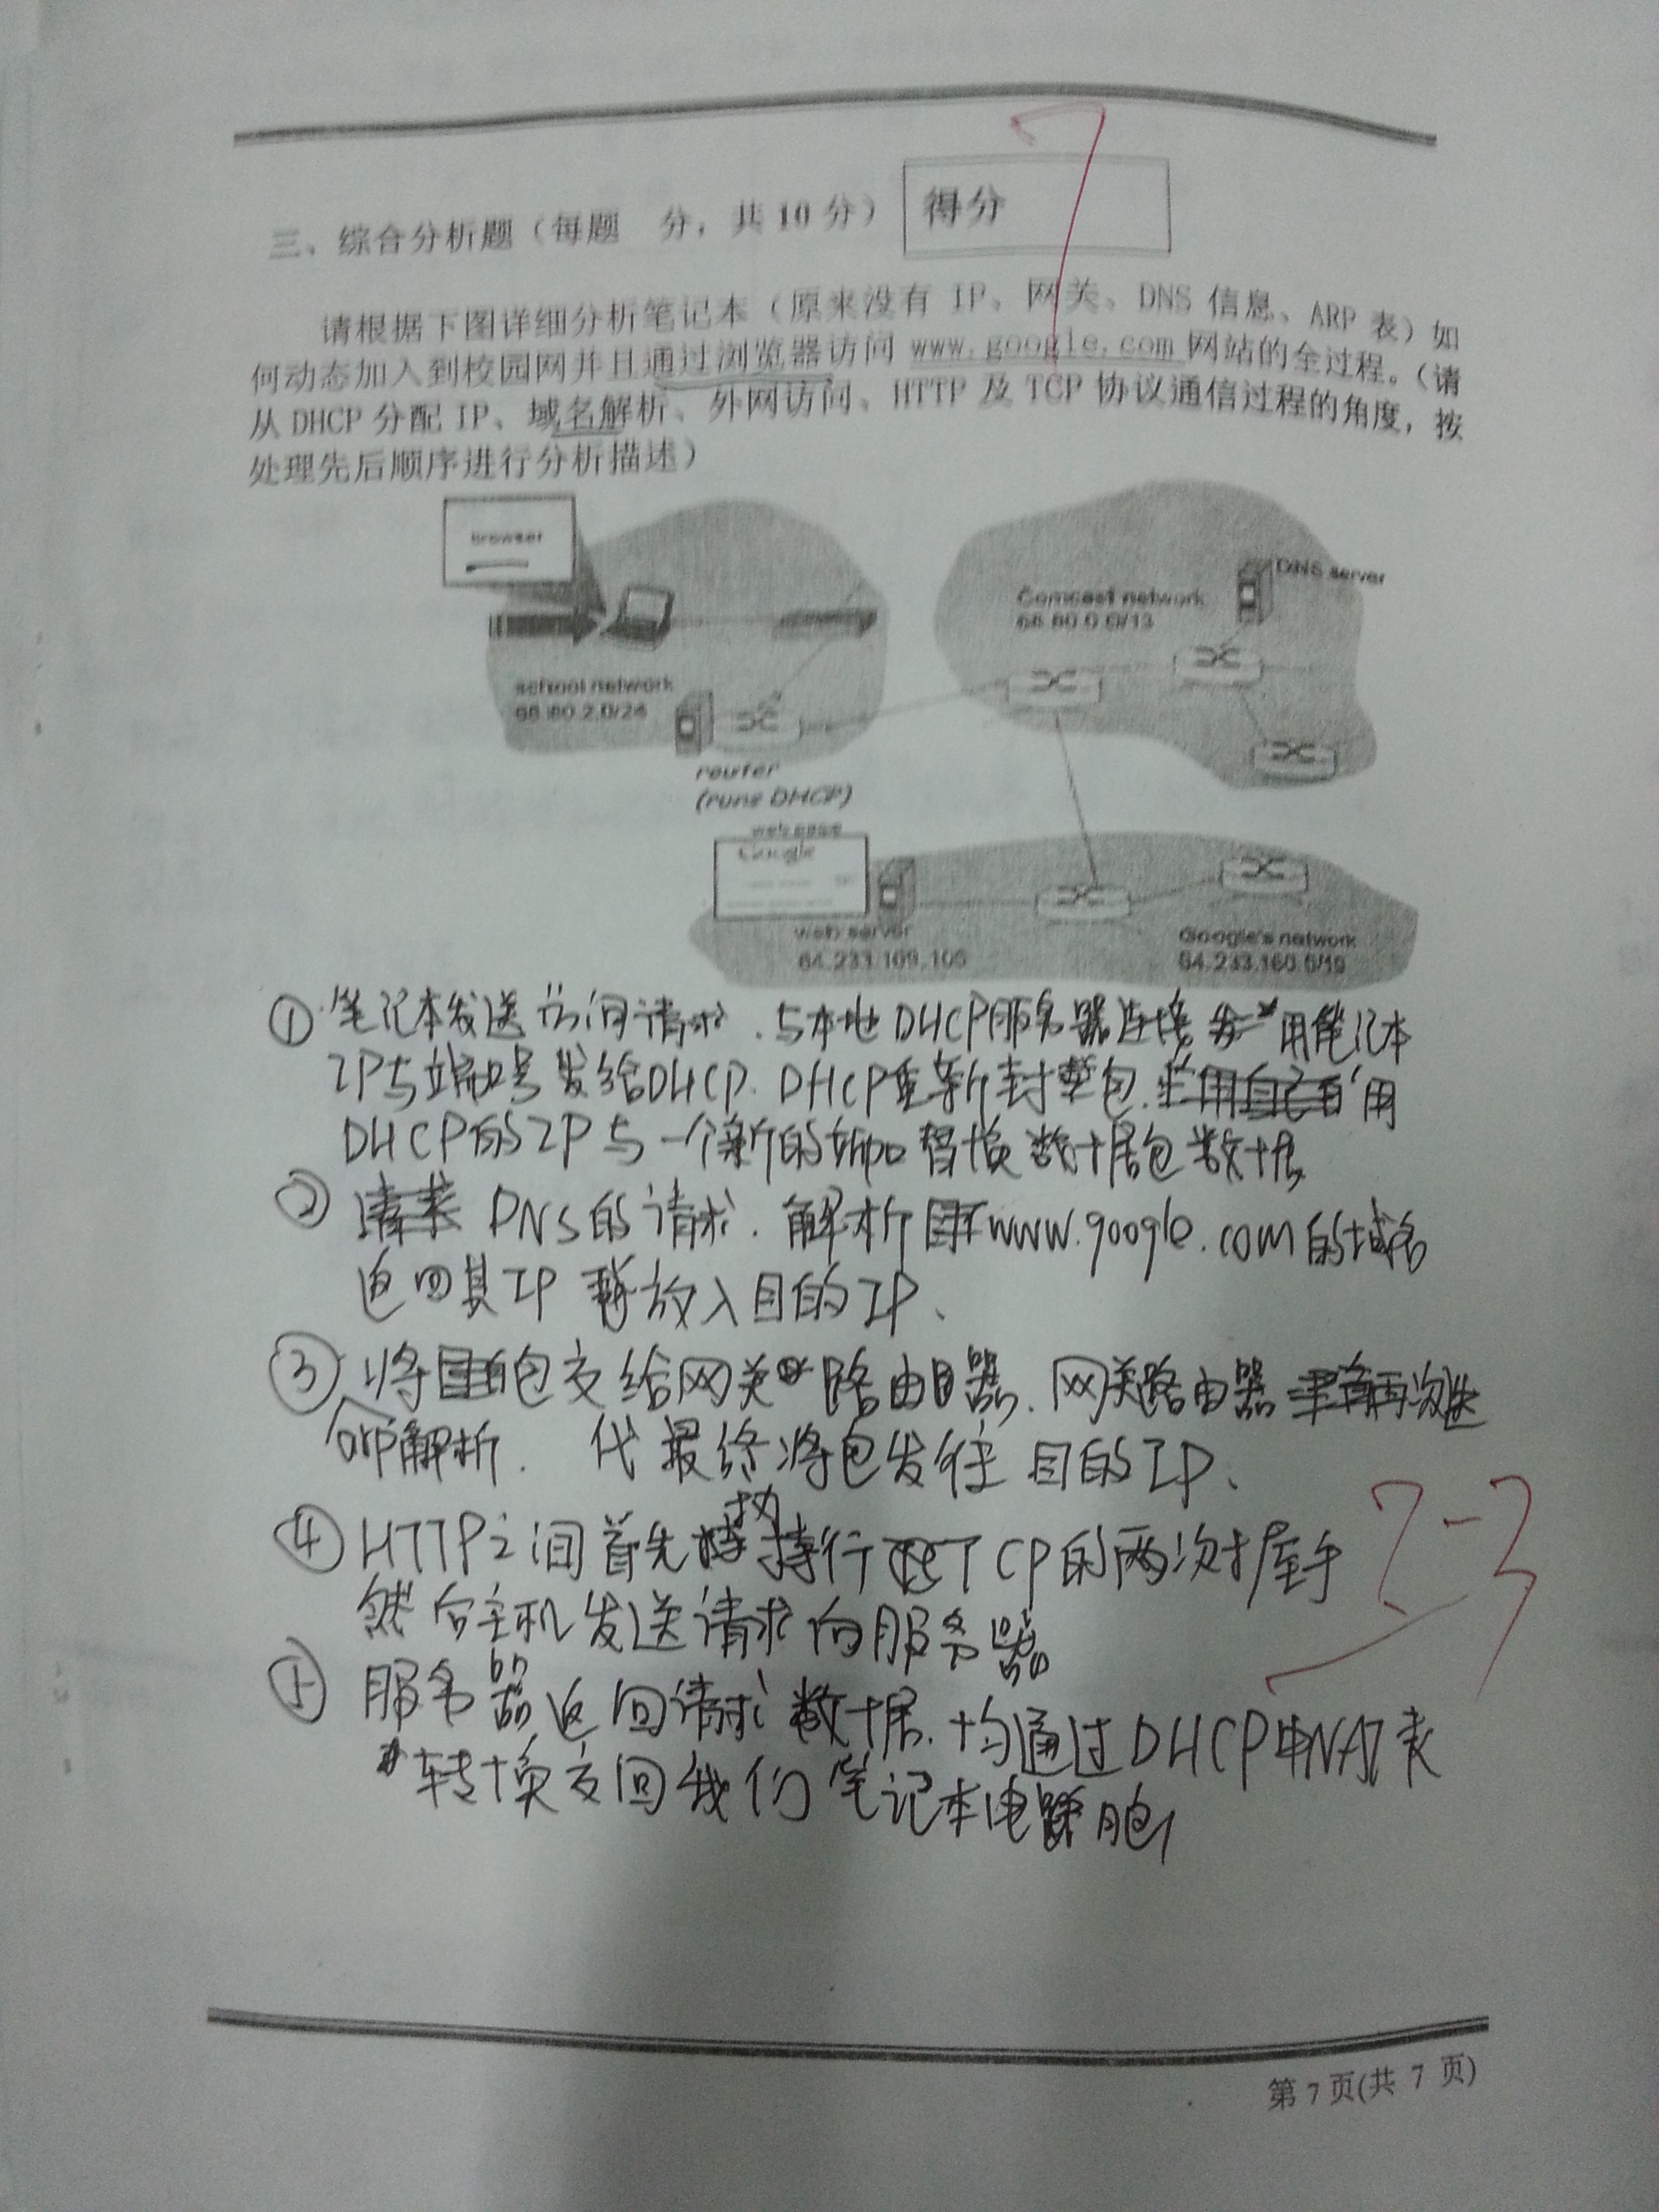 7
三、综合分析题（每题　分，共10分）
得分
请根据下图详细分析笔记本（原来没有 IP、网关、DNS 信息、ARP 表）如
何动态加入到校园网并且通过浏览器访问 www.google.com 网站的全过程。（请
从 DHCP 分配 IP、域名解析、外网访问、HTTP 及 TCP 协议通信过程的角度，按
处理先后顺序进行分析描述）
browser
DNS server
Comcast network
68.80.0.0/13
school network
68.80.2.0/24
router
(runs DHCP)
web page
Google
web server
64.233.169.105
Google's network
64.233.160.0/19
① 笔记本发送访问请求．与本地DHCP服务器连接 用笔记本
IP与端口号发给DHCP．DHCP重新封装包． 用
DHCP的IP与一个新的端口替换数据包数据
② DNS的请求．解析 www.google.com的域名
返回其IP 放入目的IP、
③ 将 包交给网关 路由器．网关路由器
arp解析． 最终将包发往 目的IP、
④ HTTP之间首先 执行 TCP的两次握手
然后主机发送请求向服务器
-3
⑤ 服务器返回请求数据．均通过DHCP中NAT表
转换交回我们笔记本电脑
第 7 页(共 7 页)